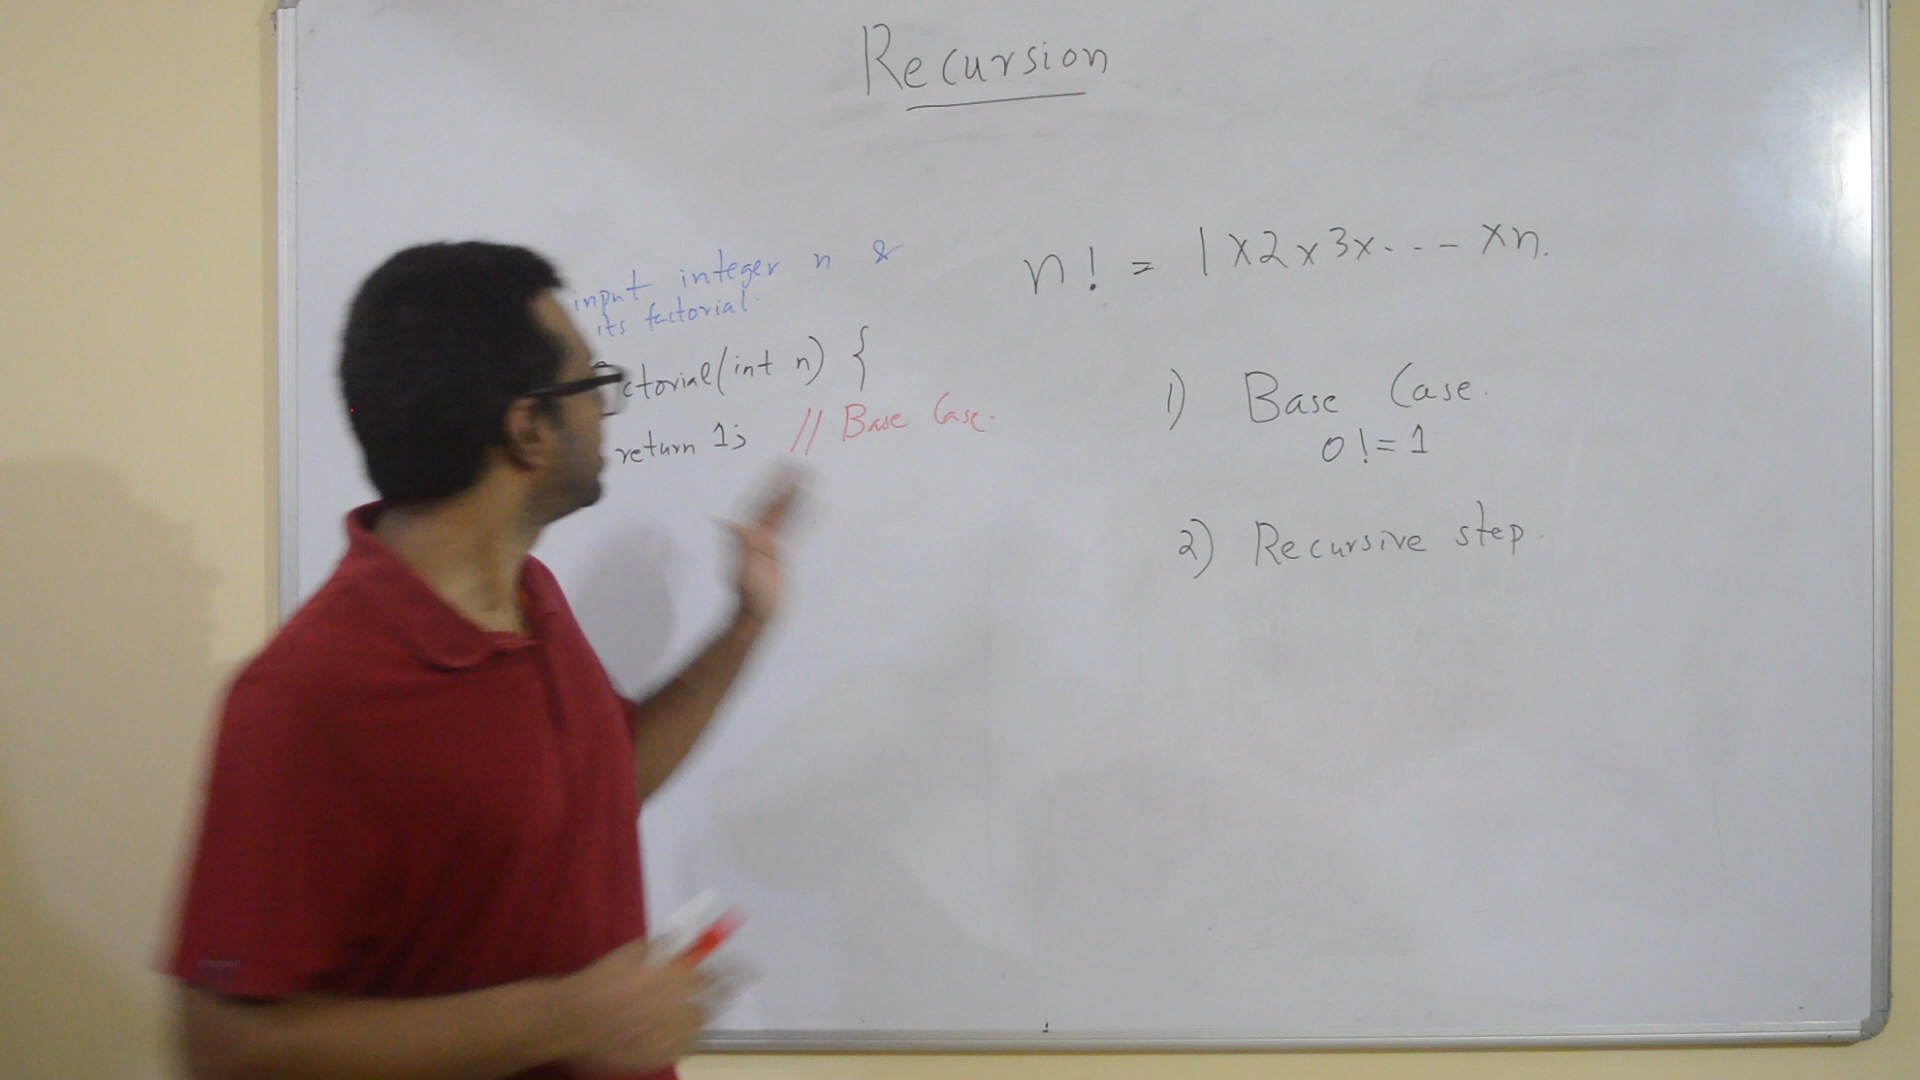 Recursion
input integer n &
its factorial.
ctorial(int n) {
return 1; // Base Case.
n! = 1 x 2 x 3 x . . . - x n.
1) Base Case.
0! = 1
2) Recursive step.